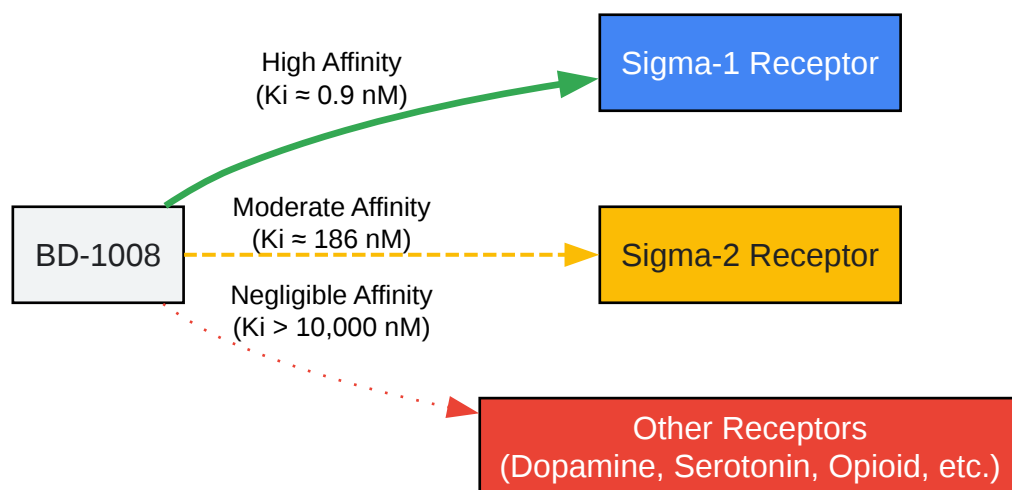 High Affinity
(Ki ≈ 0.9 nM)
Sigma-1 Receptor
BD-1008
Moderate Affinity
(Ki ≈ 186 nM)
Sigma-2 Receptor
Negligible Affinity
(Ki > 10,000 nM)
Other Receptors
(Dopamine, Serotonin, Opioid, etc.)